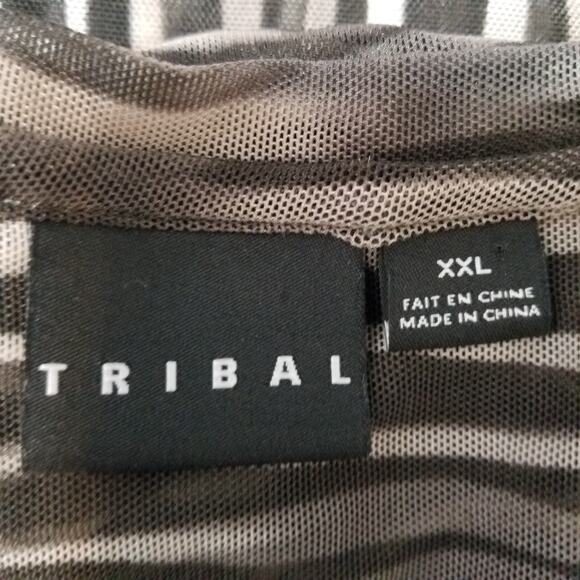 TRIBAL
XXL
FAIT EN CHINE
MADE IN CHINA